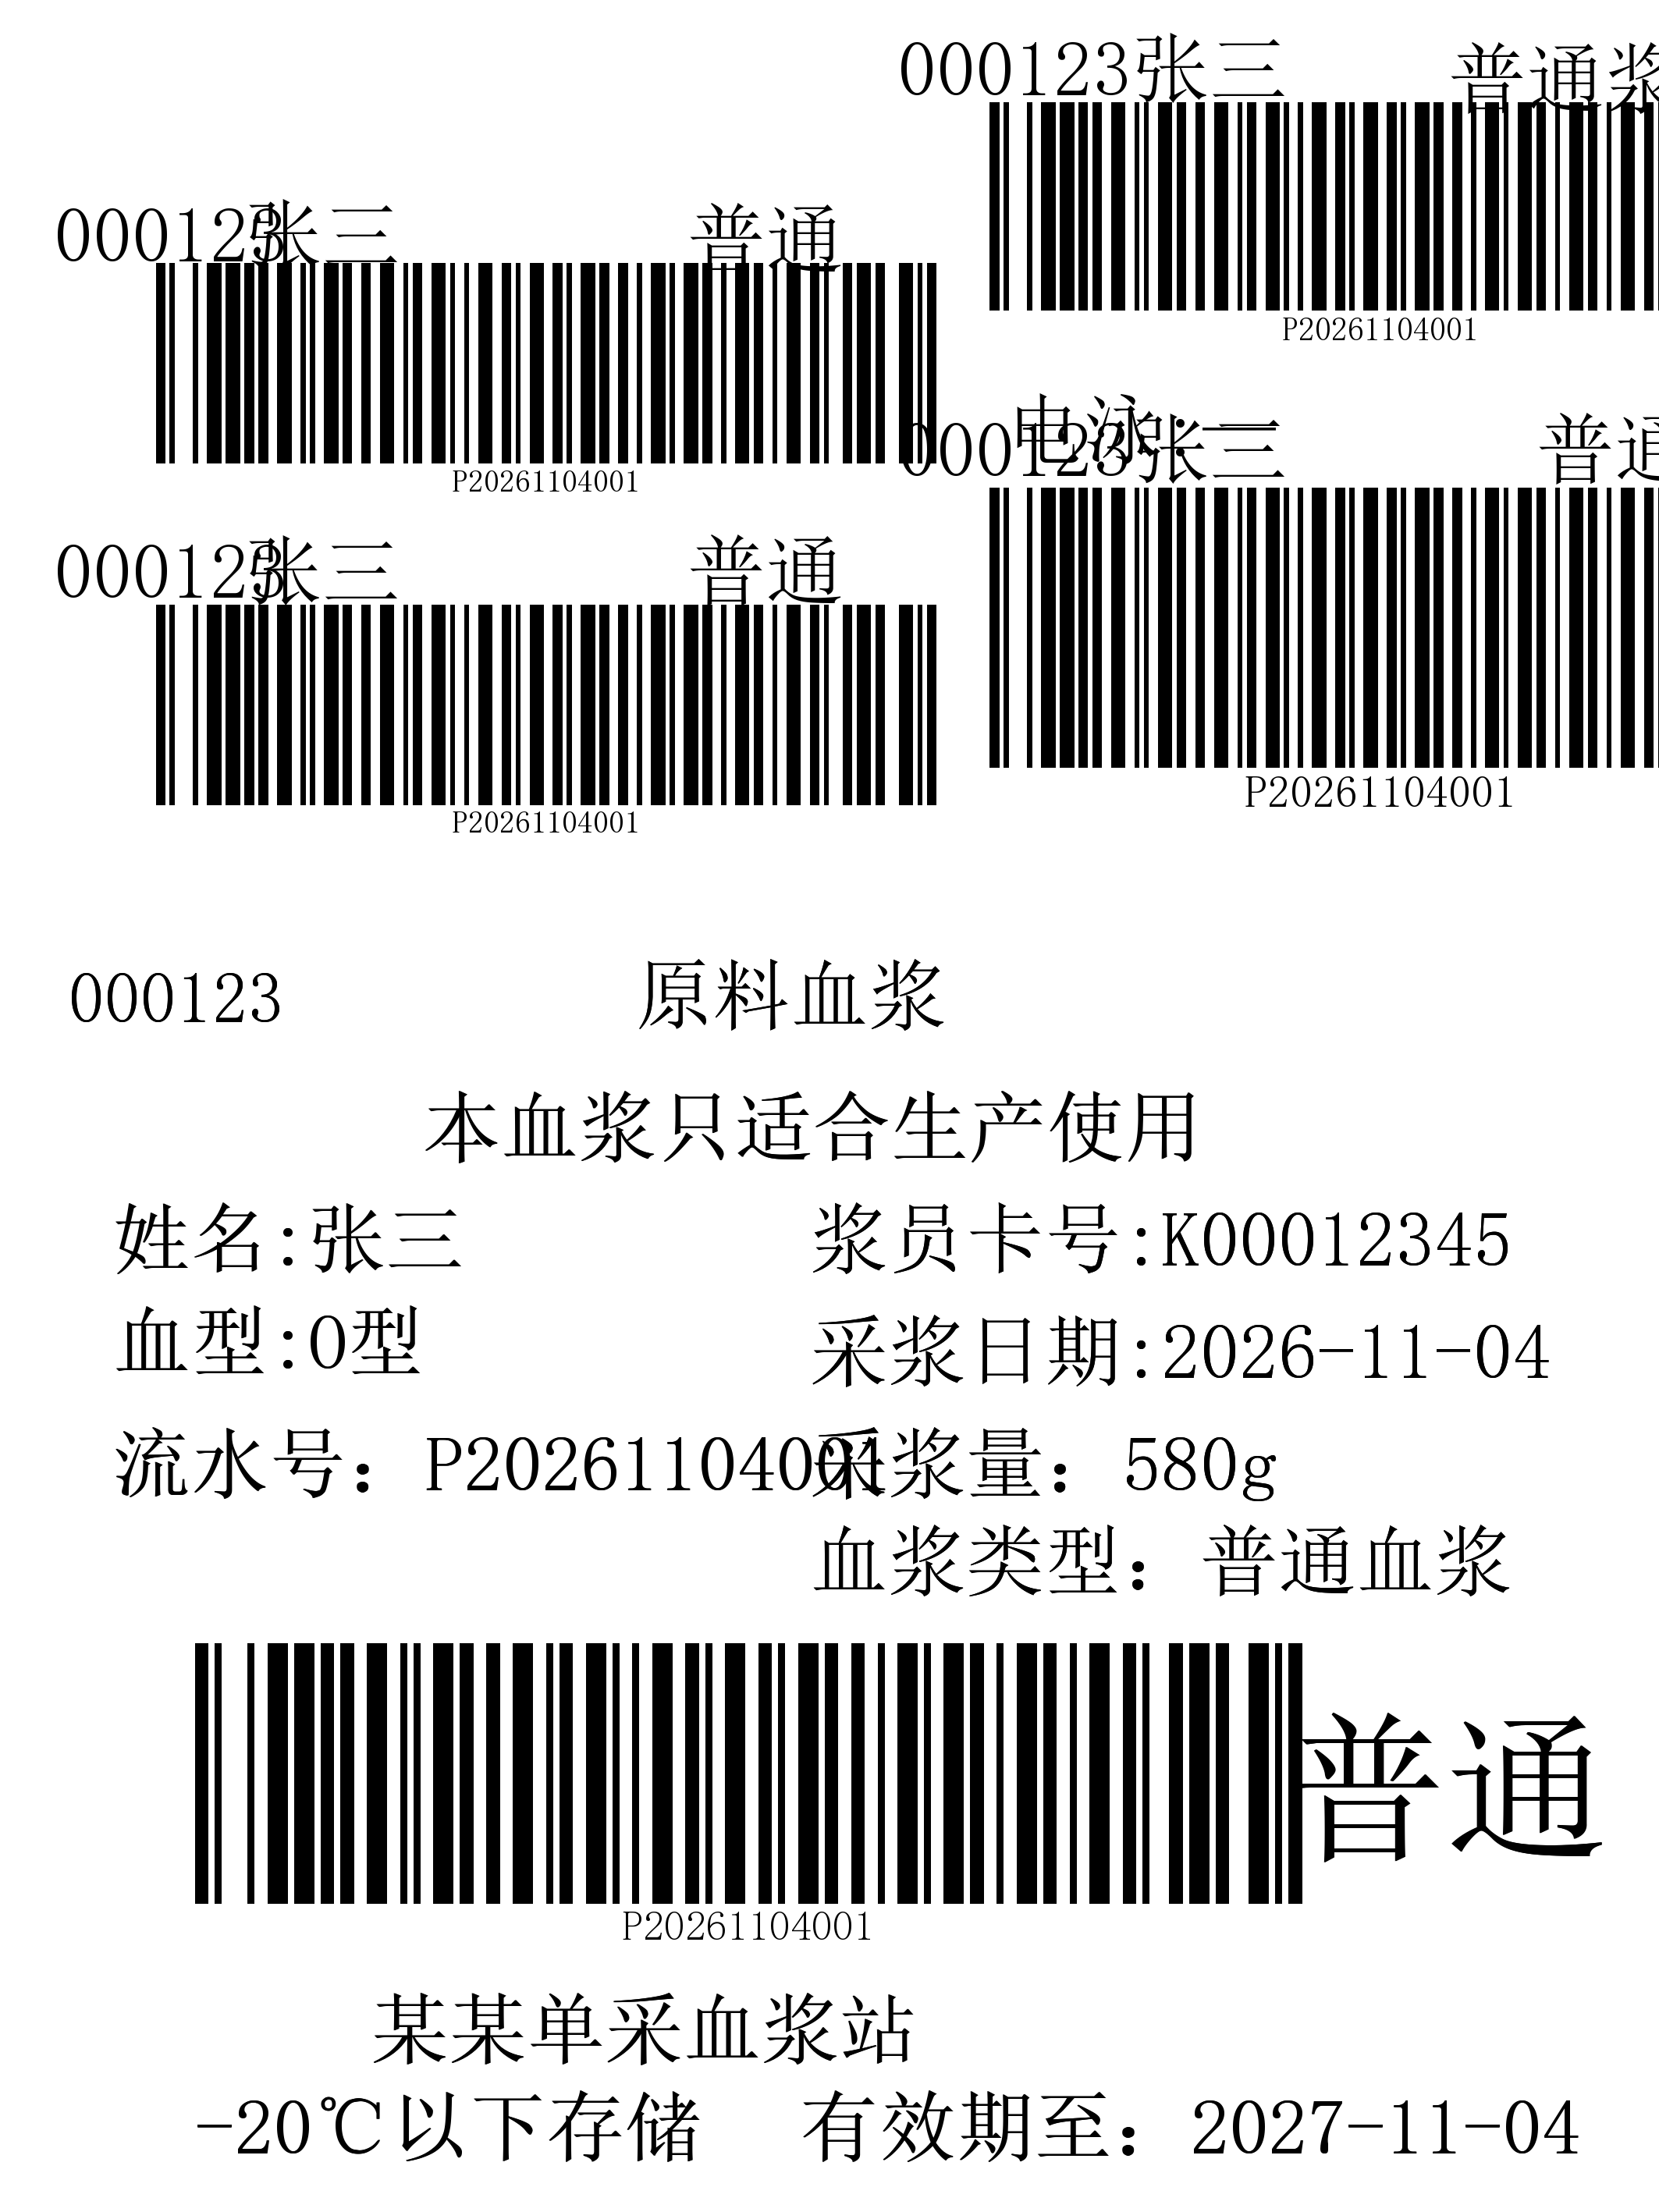 000123张三 普通浆
P20261104001
000123张三 普通
P20261104001
电泳:一
000123张三 普通
P20261104001
000123张三 普通
P20261104001
000123 原料血浆
本血浆只适合生产使用
姓名:张三 浆员卡号:K00012345
血型:O型 采浆日期:2026-11-04
流水号：P20261104001 采浆量：580g
血浆类型：普通血浆
普通
P20261104001
某某单采血浆站
-20℃以下存储 有效期至：2027-11-04